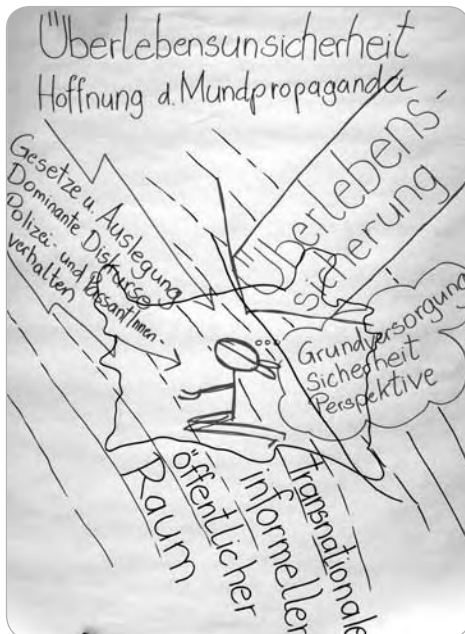 Überlebensunsicherheit
Hoffnung d. Mundpropaganda
Gesetze u. Auslegung
Dominante Diskurse
Polizei- und PassantInnen-
verhalten
Überlebens-
sicherung
Grundversorgung
Sicherheit
Perspektive
Raum
öffentlicher
informeller
transnationale